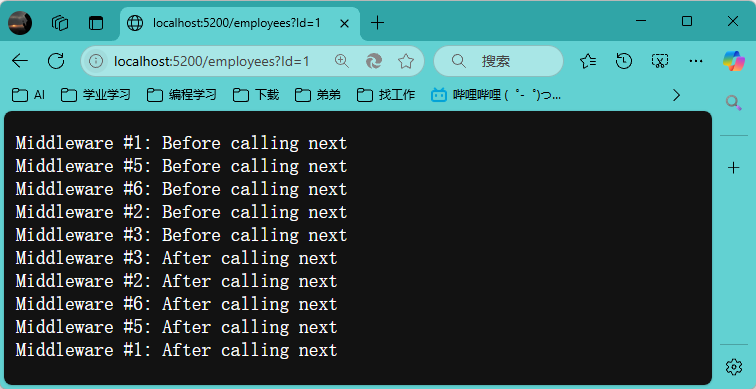 localhost:5200/employees?Id=1
localhost:5200/employees?Id=1
搜索
AI
学业学习
编程学习
下载
弟弟
找工作
哔哩哔哩 ( ゜- ゜)つ...
Middleware #1: Before calling next
Middleware #5: Before calling next
Middleware #6: Before calling next
Middleware #2: Before calling next
Middleware #3: Before calling next
Middleware #3: After calling next
Middleware #2: After calling next
Middleware #6: After calling next
Middleware #5: After calling next
Middleware #1: After calling next